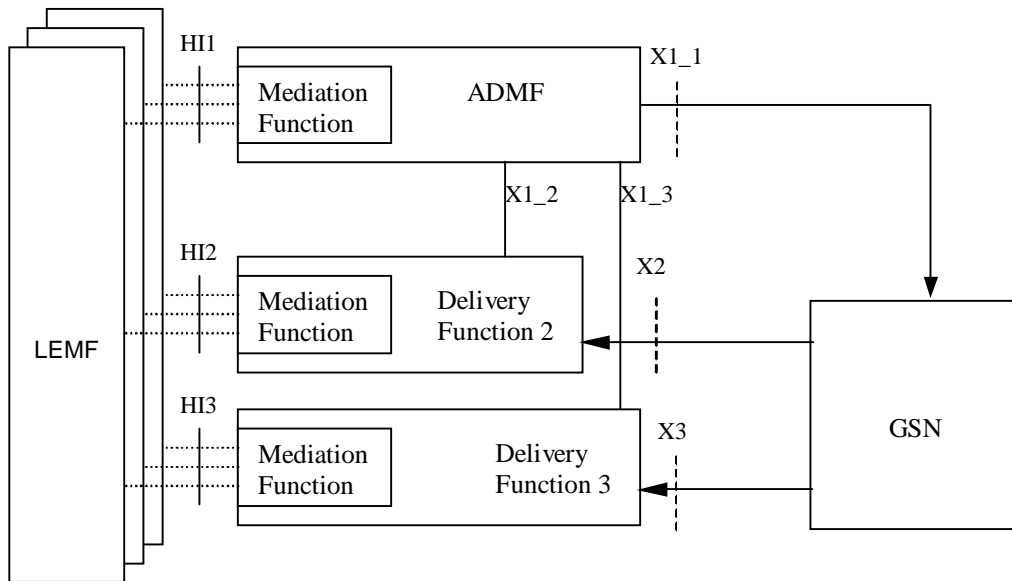 HI1
X1_1
Mediation
Function
ADMF
X1_2
X1_3
HI2
X2
Mediation
Function
Delivery
Function 2
LEMF
HI3
X3
GSN
Mediation
Function
Delivery
Function 3